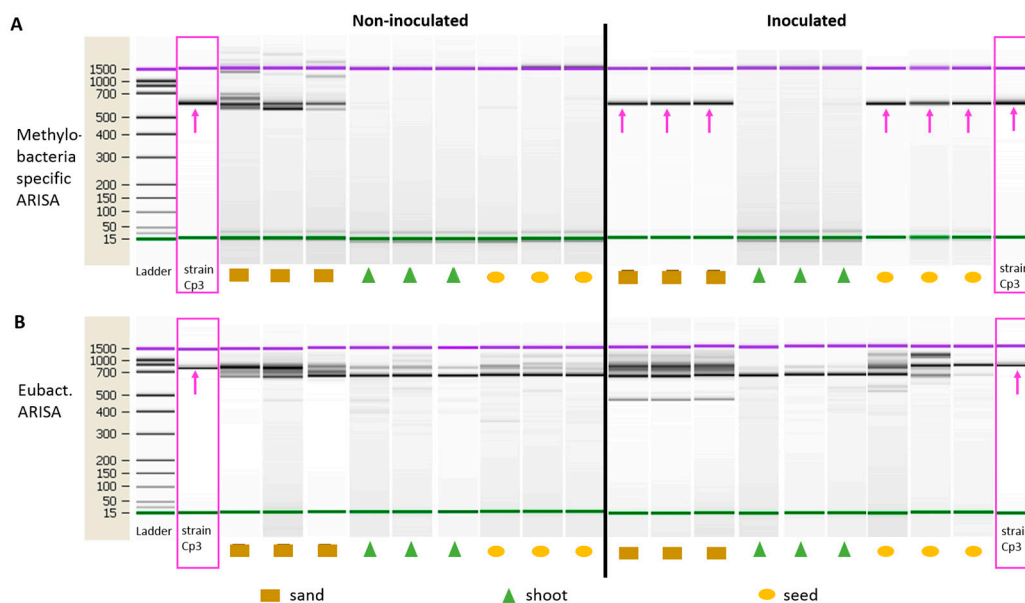 Non-inoculated
Inoculated
A
1500
1000
700
500
400
300
200
150
100
50
15
Methylo-
bacteria
specific
ARISA
Ladder
strain
Cp3
strain
Cp3
B
1500
1000
700
500
400
300
200
150
100
50
15
Eubact.
ARISA
Ladder
strain
Cp3
strain
Cp3
sand
shoot
seed